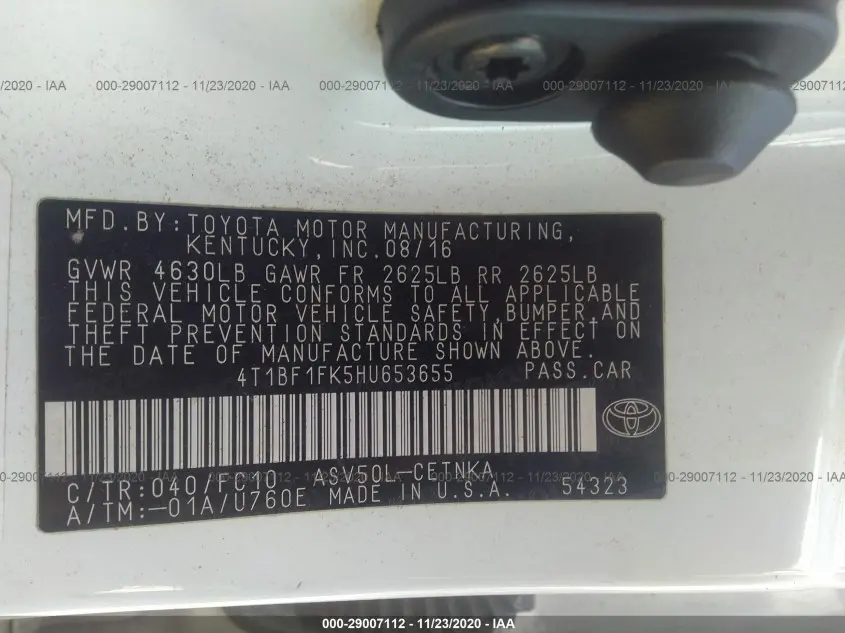 000-29007112 - 11/23/2020 - IAA 000-29007112 - 11/23/2020 - IAA
MFD.BY:TOYOTA MOTOR MANUFACTURING,
KENTUCKY,INC.08/16
GVWR 4630LB GAWR FR 2625LB RR 2625LB
THIS VEHICLE CONFORMS TO ALL APPLICABLE
FEDERAL MOTOR VEHICLE SAFETY,BUMPER,AND
THEFT PREVENTION STANDARDS IN EFFECT ON
THE DATE OF MANUFACTURE SHOWN ABOVE.
4T1BF1FK5HU653655 PASS.CAR
C/TR:040/FC10 ASV50L-CETNKA
A/TM:-01A/U760E MADE IN U.S.A. 54323
000-29007112 - 11/23/2020 - IAA